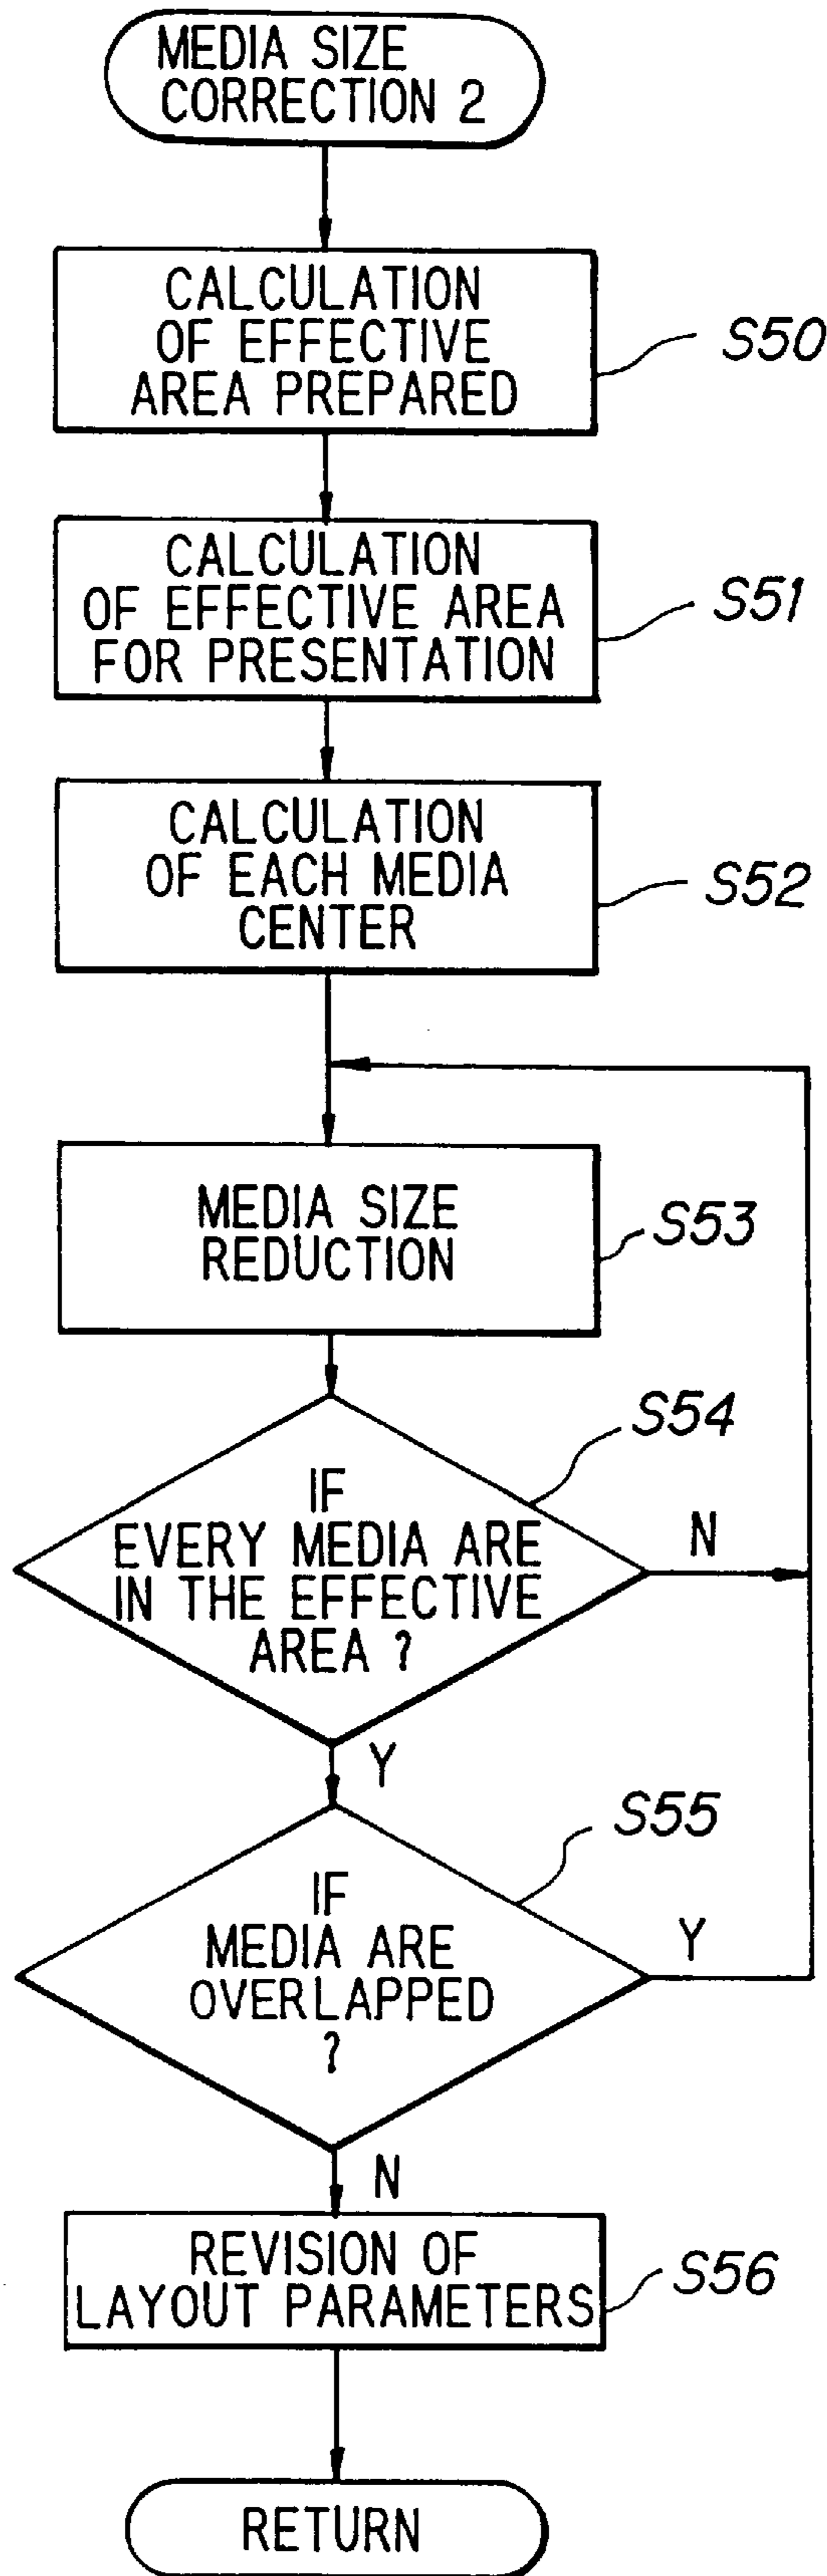 MEDIA SIZE
CORRECTION 2
CALCULATION
OF EFFECTIVE
AREA PREPARED
S50
CALCULATION
OF EFFECTIVE AREA
FOR PRESENTATION
S51
CALCULATION
OF EACH MEDIA
CENTER
S52
MEDIA SIZE
REDUCTION
S53
S54
IF
EVERY MEDIA ARE
IN THE EFFECTIVE
AREA ?
N
Y
S55
IF
MEDIA ARE
OVERLAPPED
?
Y
N
REVISION OF
LAYOUT PARAMETERS
S56
RETURN